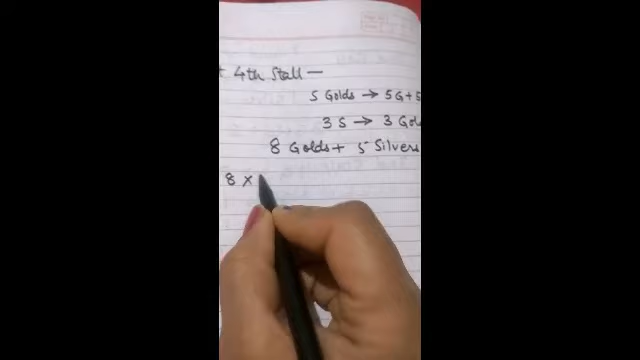 4th Stall —
5 Golds → 5G + 5
3 S → 3 Gol
8 Golds + 5 Silvers
8 ×